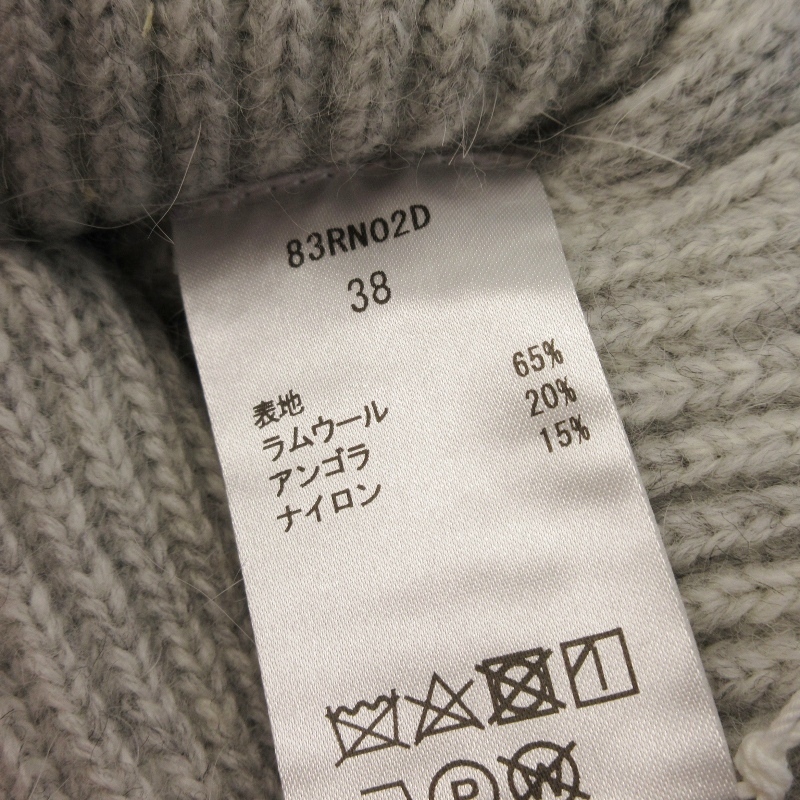 83RN02D
38
表地
ラムウール 65%
アンゴラ 20%
ナイロン 15%
P
W